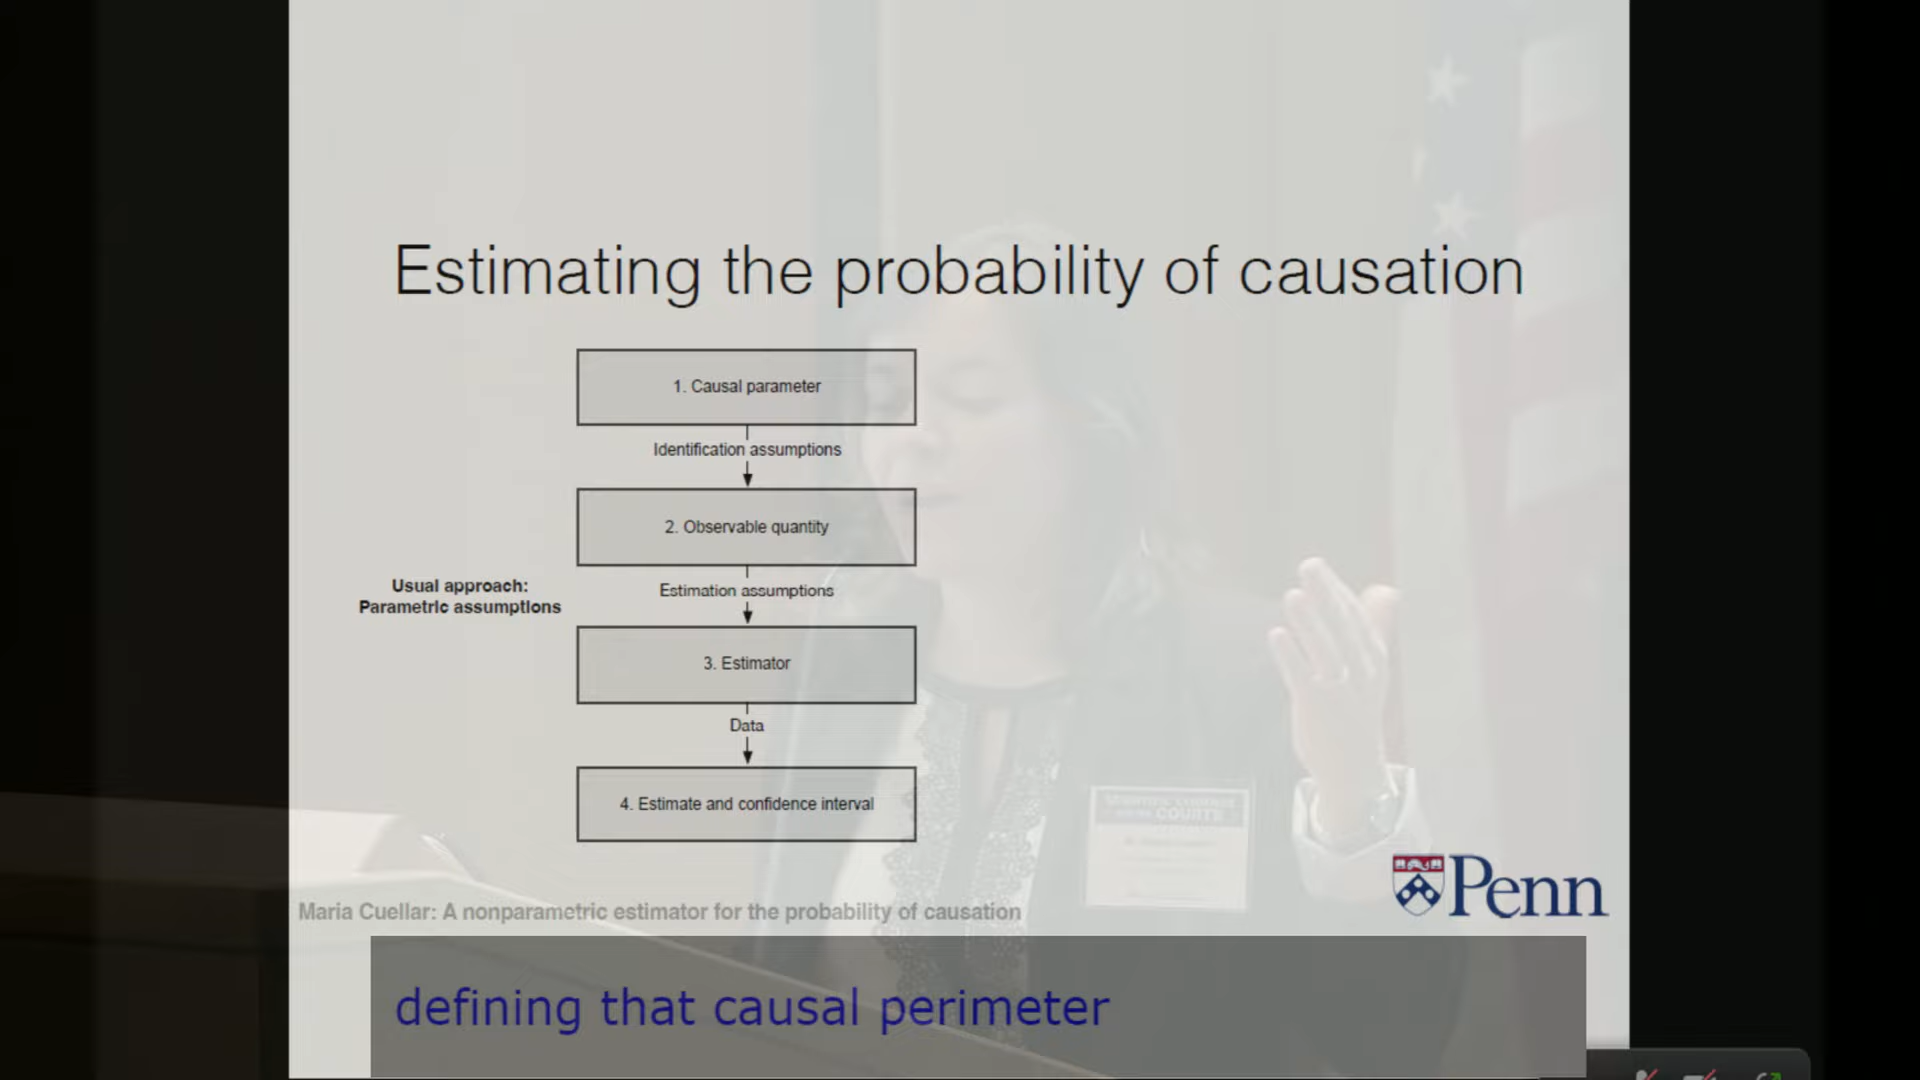 Estimating the probability of causation
1. Causal parameter
Identification assumptions
2. Observable quantity
Usual approach:
Parametric assumptions
Estimation assumptions
3. Estimator
Data
4. Estimate and confidence interval
COURTS
Penn
Maria Cuellar: A nonparametric estimator for the probability of causation
defining that causal perimeter